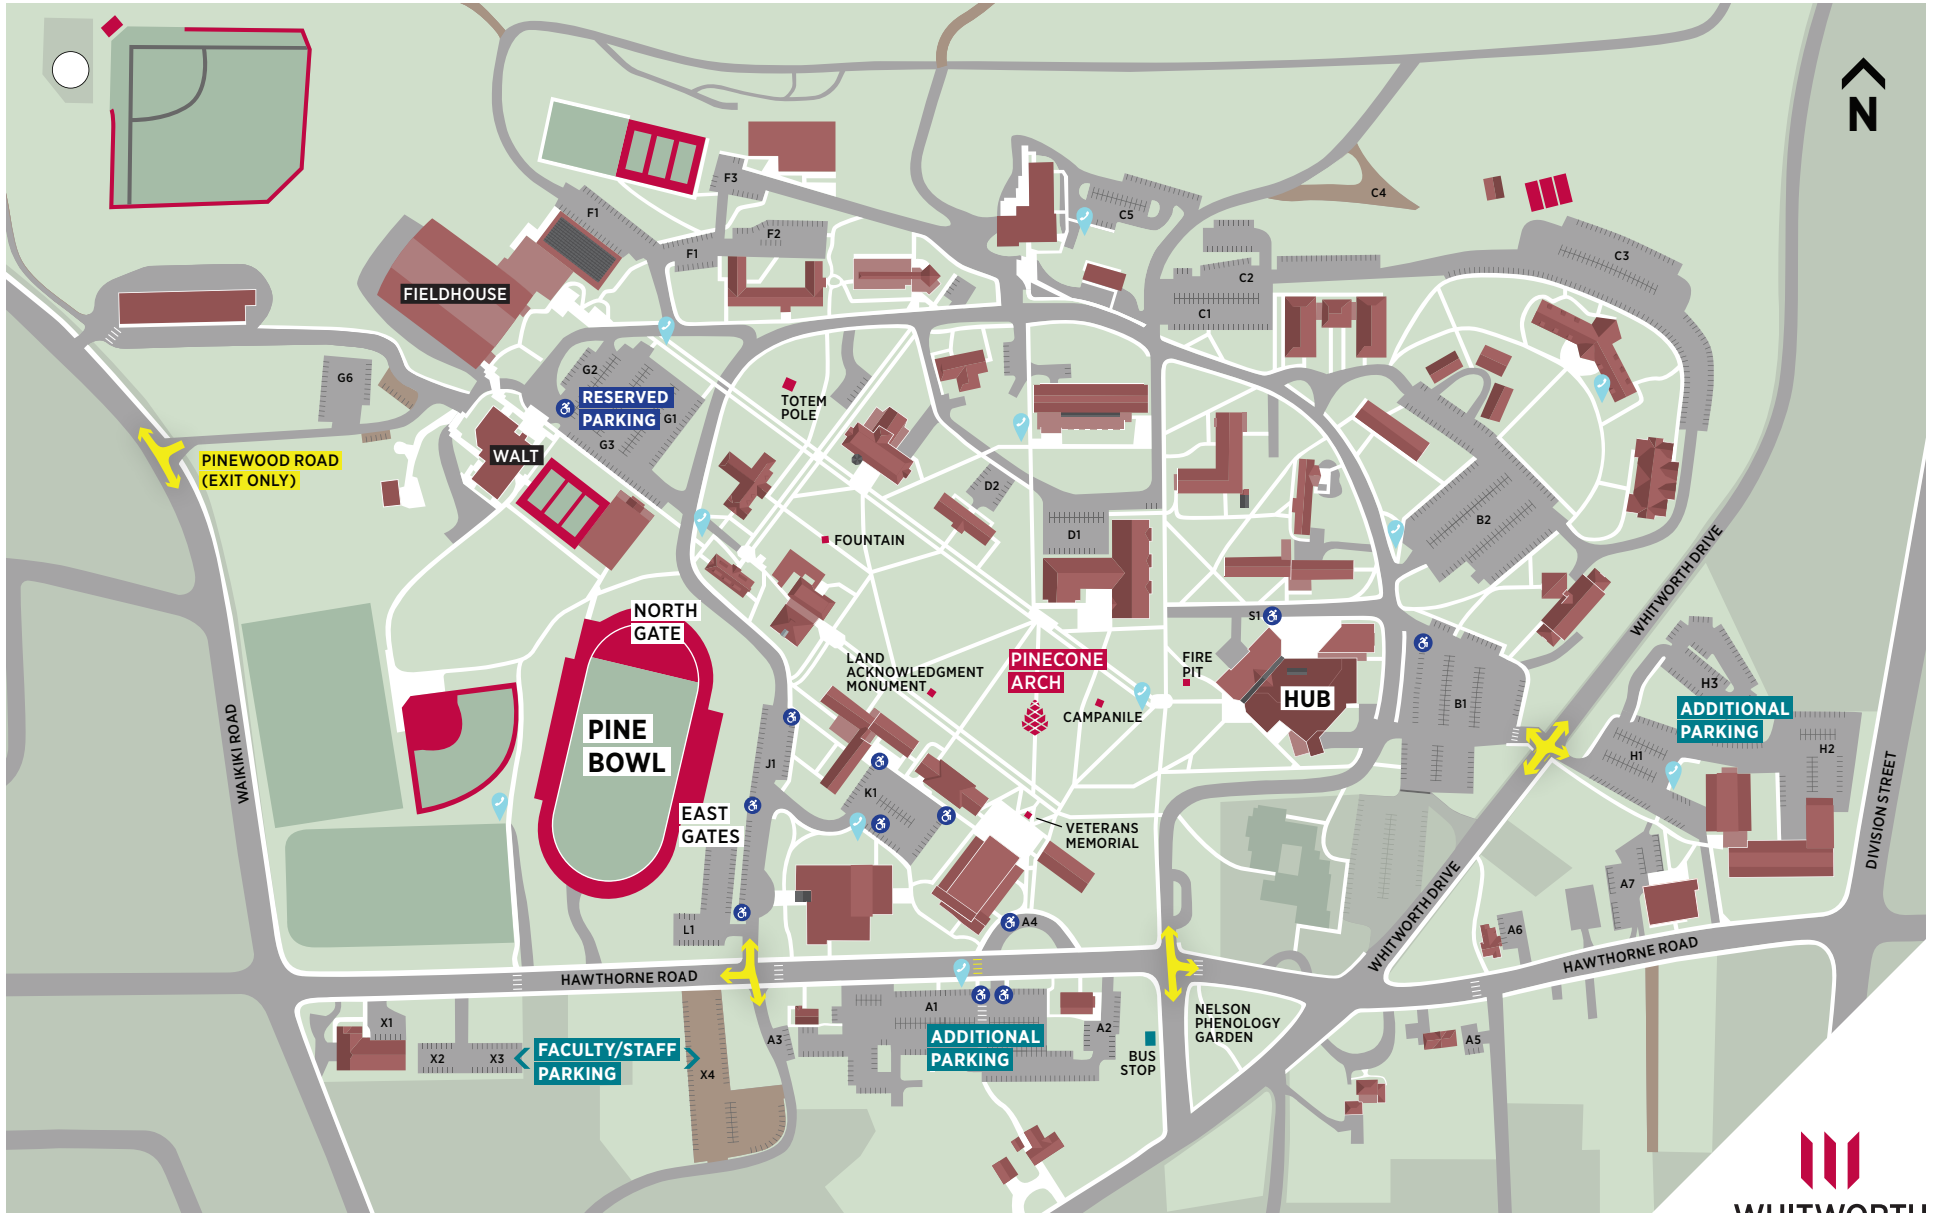 N
F3
F1
C4
C5
F2
F1
C3
C2
FIELDHOUSE
C1
G2
G6
RESERVED
PARKING
G1
TOTEM
POLE
G3
WALT
PINEWOOD ROAD
(EXIT ONLY)
D2
B2
D1
FOUNTAIN
WHITWORTH DRIVE
NORTH
GATE
S1
LAND
ACKNOWLEDGMENT
MONUMENT
PINECONE
ARCH
FIRE
PIT
H3
HUB
B1
ADDITIONAL
PARKING
CAMPANILE
PINE
BOWL
WAIKIKI ROAD
J1
H1
H2
K1
EAST
GATES
VETERANS
MEMORIAL
DIVISION STREET
WHITWORTH DRIVE
A7
L1
A4
A6
HAWTHORNE ROAD
HAWTHORNE ROAD
A1
NELSON
PHENOLOGY
GARDEN
X1
A2
A3
ADDITIONAL
PARKING
A5
X2
X3
FACULTY/STAFF
PARKING
BUS
STOP
X4
WHITWORTH